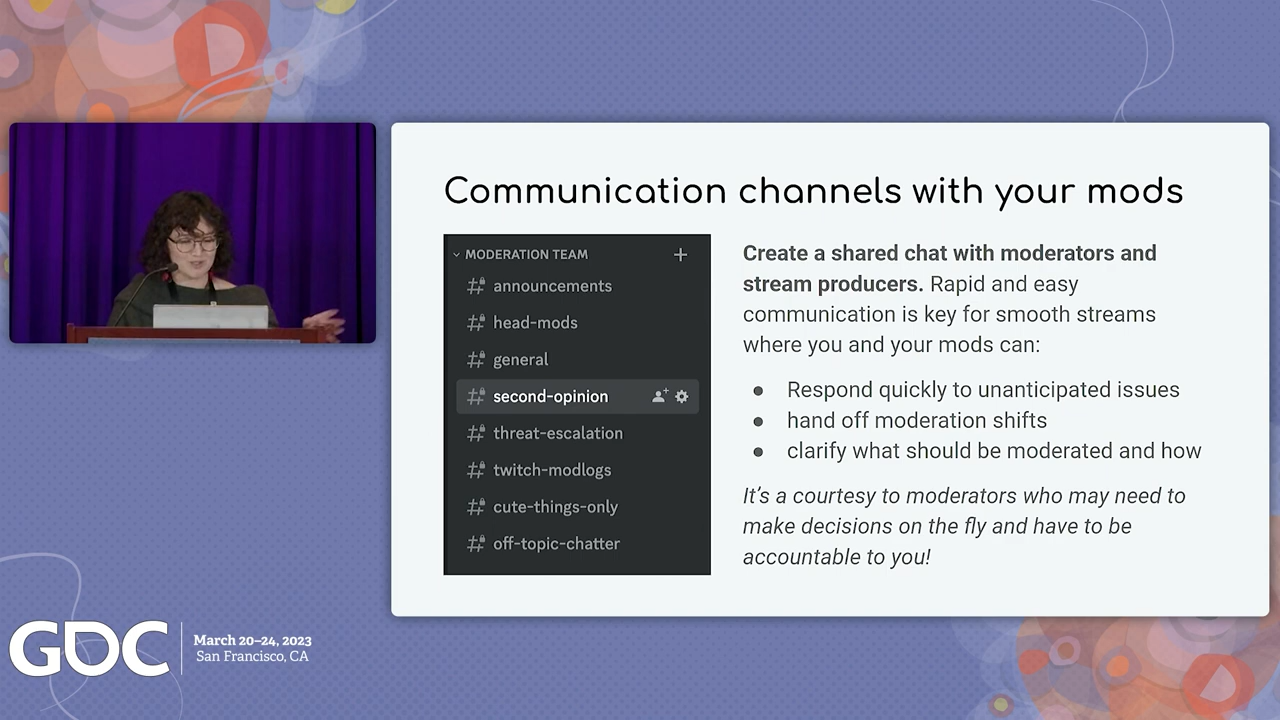 Communication channels with your mods
MODERATION TEAM
announcements
head-mods
general
second-opinion
threat-escalation
twitch-modlogs
cute-things-only
off-topic-chatter
Create a shared chat with moderators and
stream producers. Rapid and easy
communication is key for smooth streams
where you and your mods can:
● Respond quickly to unanticipated issues
● hand off moderation shifts
● clarify what should be moderated and how
It's a courtesy to moderators who may need to
make decisions on the fly and have to be
accountable to you!
GDC
March 20–24, 2023
San Francisco, CA